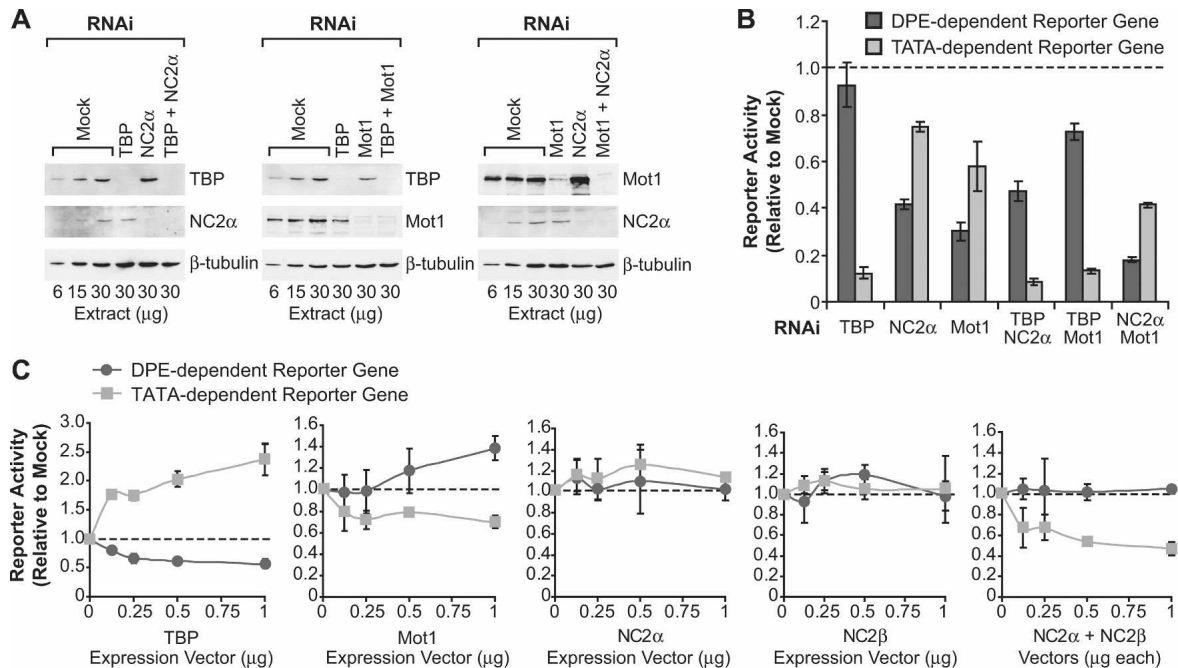 A
RNAi
Mock
TBP
NC2α
TBP + NC2α
TBP
NC2α
β-tubulin
6 15 30 30 30 30
Extract (μg)
RNAi
Mock
TBP
Mot1
TBP + Mot1
TBP
Mot1
β-tubulin
6 15 30 30 30 30
Extract (μg)
RNAi
Mock
Mot1
NC2α
Mot1 + NC2α
Mot1
NC2α
β-tubulin
6 15 30 30 30 30
Extract (μg)
B
DPE-dependent Reporter Gene
TATA-dependent Reporter Gene
Reporter Activity
(Relative to Mock)
1.2
1.0
0.8
0.6
0.4
0.2
0
RNAi TBP NC2α Mot1 TBP TBP NC2α
NC2α Mot1 Mot1
C
DPE-dependent Reporter Gene
TATA-dependent Reporter Gene
Reporter Activity
(Relative to Mock)
3.0
2.5
2.0
1.5
1.0
0.5
0
0 0.25 0.5 0.75 1
TBP
Expression Vector (μg)
1.6
1.4
1.2
1.0
0.8
0.6
0.4
0.2
0
0 0.25 0.5 0.75 1
Mot1
Expression Vector (μg)
1.6
1.4
1.2
1.0
0.8
0.6
0.4
0.2
0
0 0.25 0.5 0.75 1
NC2α
Expression Vector (μg)
1.6
1.4
1.2
1.0
0.8
0.6
0.4
0.2
0
0 0.25 0.5 0.75 1
NC2β
Expression Vector (μg)
1.6
1.4
1.2
1.0
0.8
0.6
0.4
0.2
0
0 0.25 0.5 0.75 1
NC2α + NC2β
Vectors (μg each)